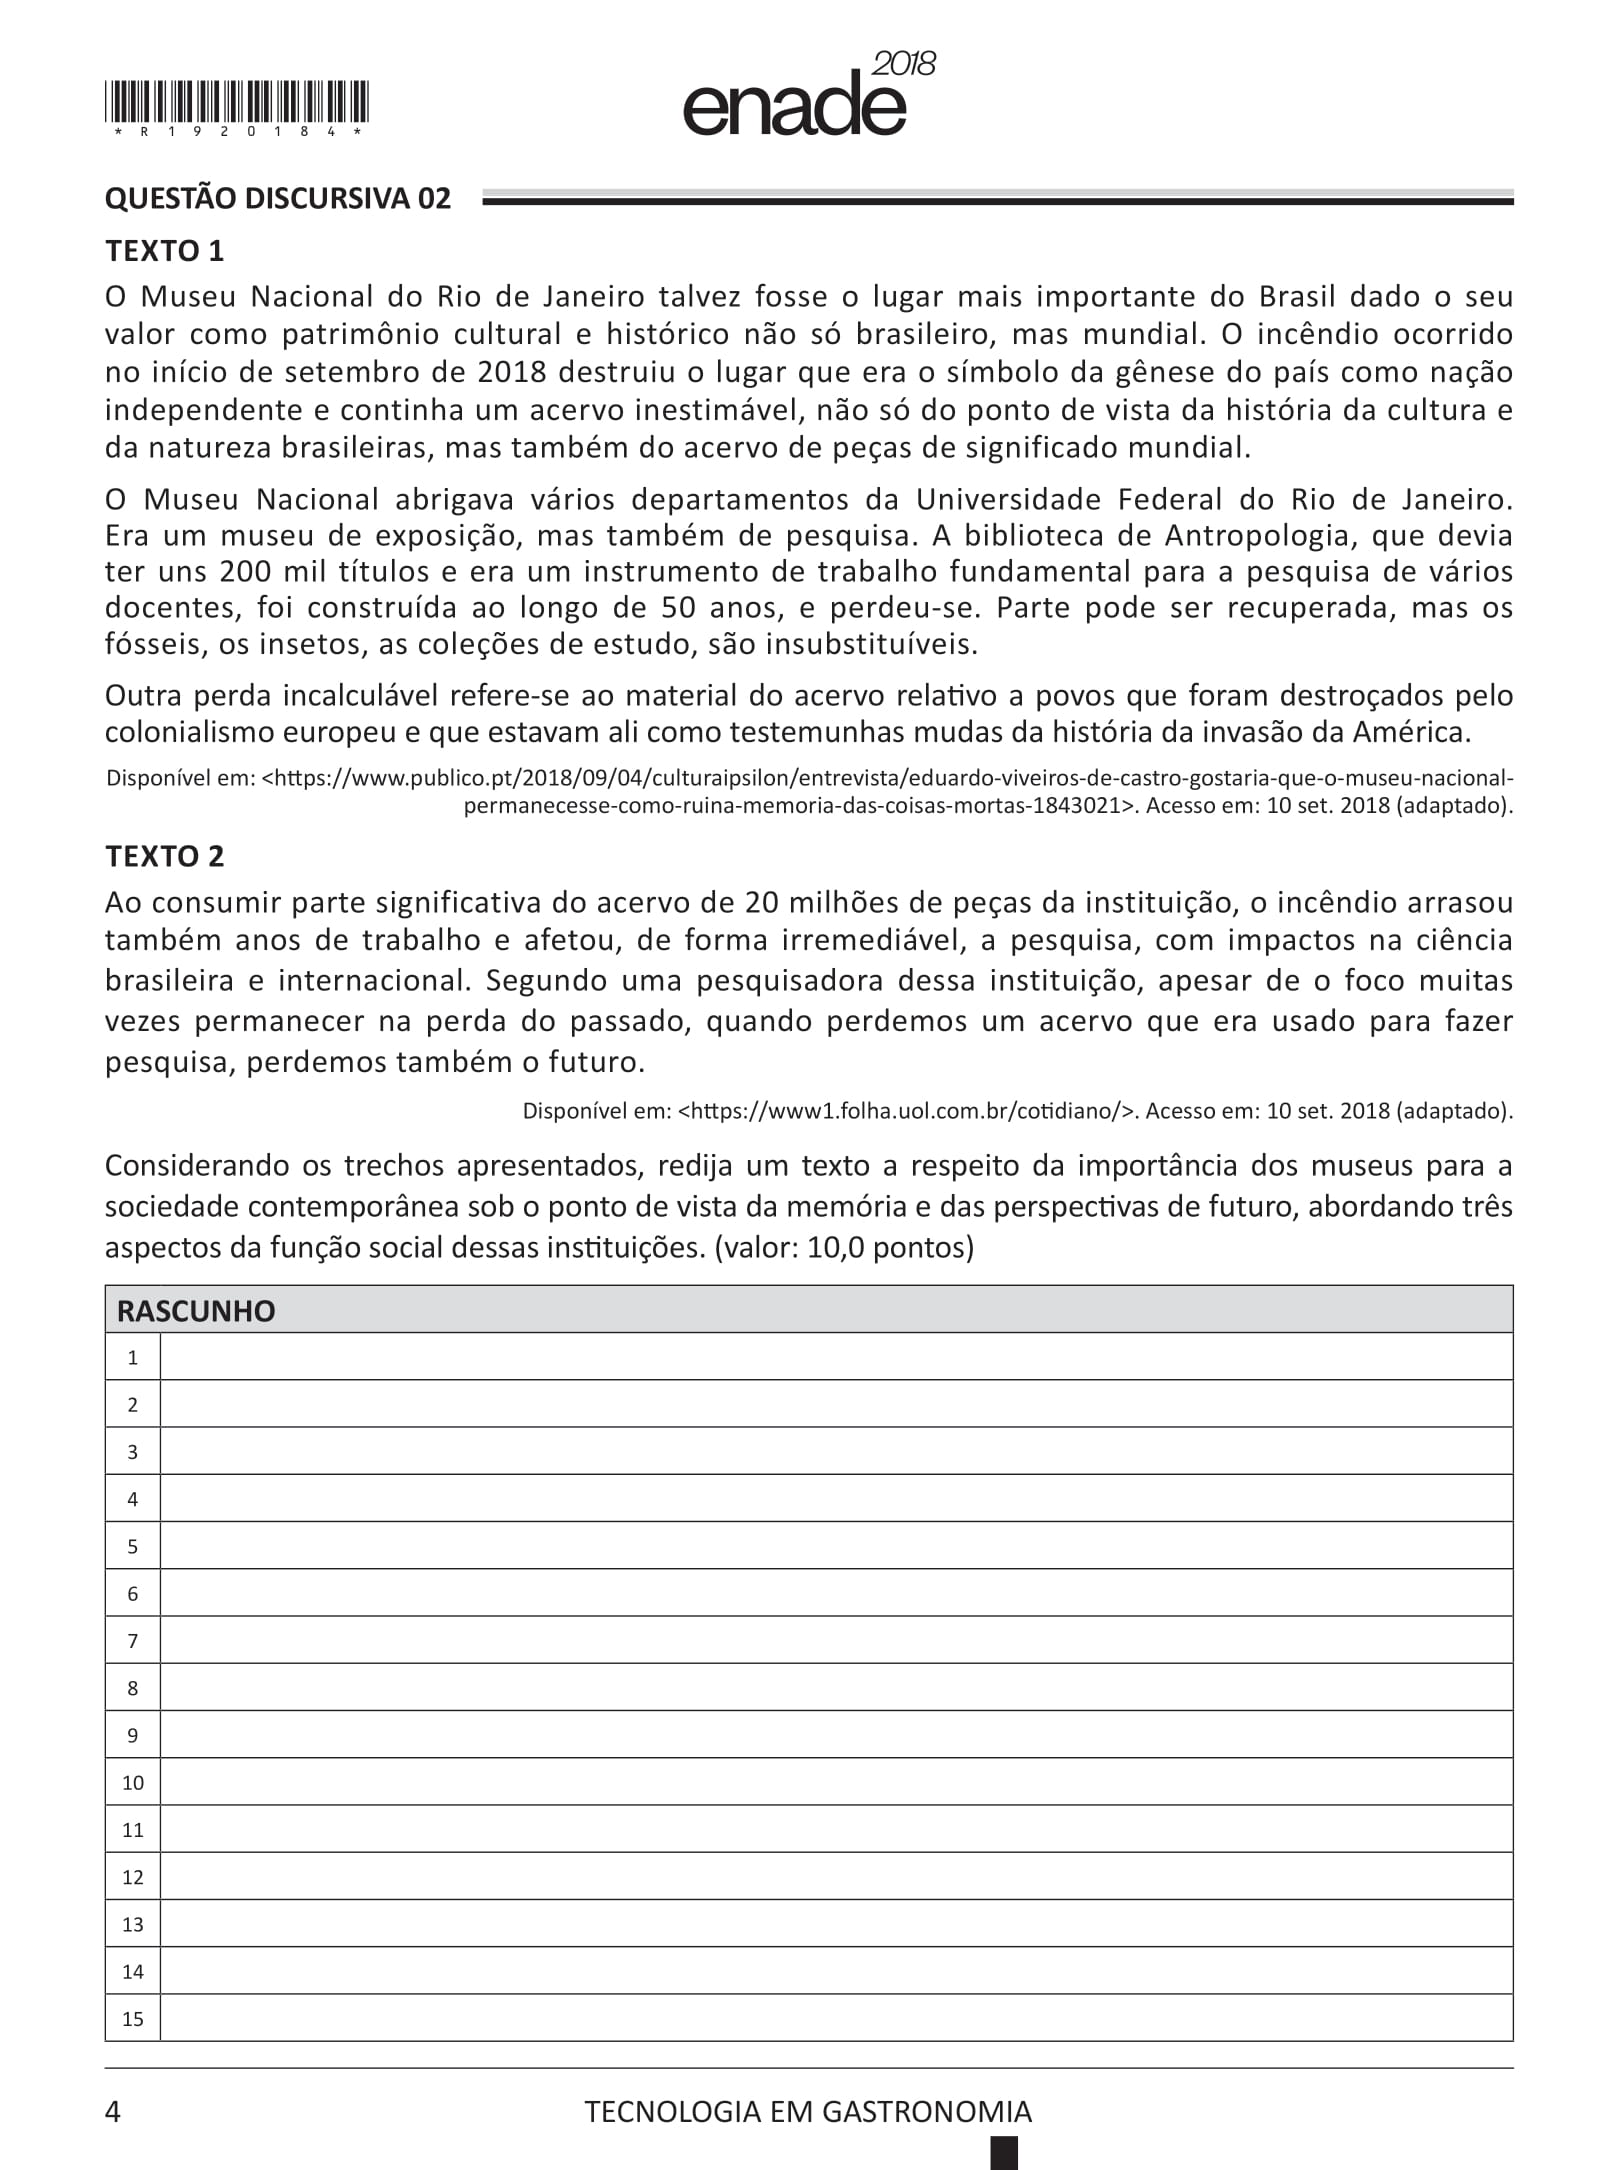 enade 2018
* R 1 9 2 0 1 8 4 *
QUESTÃO DISCURSIVA 02
TEXTO 1
O Museu Nacional do Rio de Janeiro talvez fosse o lugar mais importante do Brasil dado o seu
valor como patrimônio cultural e histórico não só brasileiro, mas mundial. O incêndio ocorrido
no início de setembro de 2018 destruiu o lugar que era o símbolo da gênese do país como nação
independente e continha um acervo inestimável, não só do ponto de vista da história da cultura e
da natureza brasileiras, mas também do acervo de peças de significado mundial.
O Museu Nacional abrigava vários departamentos da Universidade Federal do Rio de Janeiro.
Era um museu de exposição, mas também de pesquisa. A biblioteca de Antropologia, que devia
ter uns 200 mil títulos e era um instrumento de trabalho fundamental para a pesquisa de vários
docentes, foi construída ao longo de 50 anos, e perdeu-se. Parte pode ser recuperada, mas os
fósseis, os insetos, as coleções de estudo, são insubstituíveis.
Outra perda incalculável refere-se ao material do acervo relativo a povos que foram destroçados pelo
colonialismo europeu e que estavam ali como testemunhas mudas da história da invasão da América.
Disponível em: <https://www.publico.pt/2018/09/04/culturaipsilon/entrevista/eduardo-viveiros-de-castro-gostaria-que-o-museu-nacional-
permanecesse-como-ruina-memoria-das-coisas-mortas-1843021>. Acesso em: 10 set. 2018 (adaptado).
TEXTO 2
Ao consumir parte significativa do acervo de 20 milhões de peças da instituição, o incêndio arrasou
também anos de trabalho e afetou, de forma irremediável, a pesquisa, com impactos na ciência
brasileira e internacional. Segundo uma pesquisadora dessa instituição, apesar de o foco muitas
vezes permanecer na perda do passado, quando perdemos um acervo que era usado para fazer
pesquisa, perdemos também o futuro.
Disponível em: <https://www1.folha.uol.com.br/cotidiano/>. Acesso em: 10 set. 2018 (adaptado).
Considerando os trechos apresentados, redija um texto a respeito da importância dos museus para a
sociedade contemporânea sob o ponto de vista da memória e das perspectivas de futuro, abordando três
aspectos da função social dessas instituições. (valor: 10,0 pontos)
RASCUNHO
1
2
3
4
5
6
7
8
9
10
11
12
13
14
15
4
TECNOLOGIA EM GASTRONOMIA